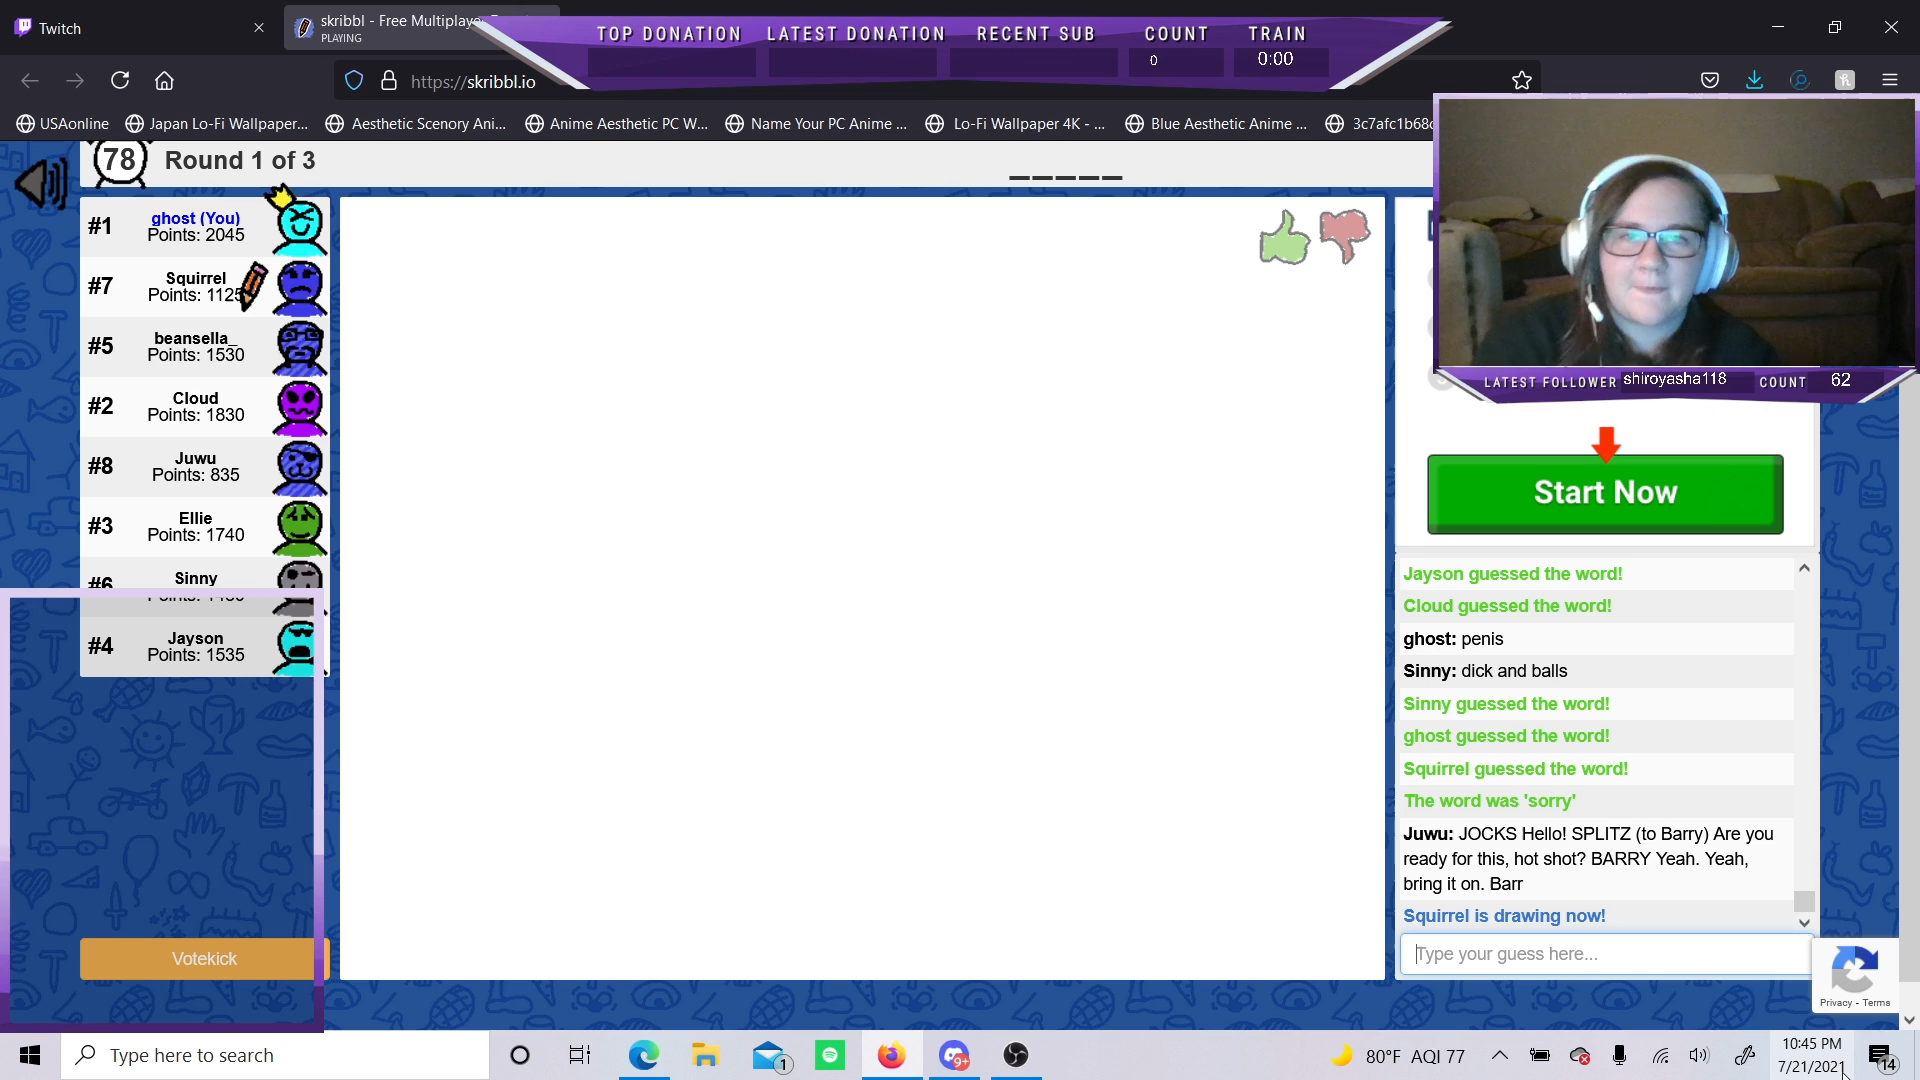 Twitch
skribbl - Free Multiplaye
PLAYING
TOP DONATION LATEST DONATION RECENT SUB COUNT TRAIN
0 0:00
https://skribbl.io
USAonline Japan Lo-Fi Wallpaper... Aesthetic Scenory Ani... Anime Aesthetic PC W... Name Your PC Anime ... Lo-Fi Wallpaper 4K - ... Blue Aesthetic Anime ... 3c7afc1b68
78 Round 1 of 3
#1 ghost (You)
Points: 2045
#7 Squirrel
Points: 1125
#5 beansella_
Points: 1530
#2 Cloud
Points: 1830
#8 Juwu
Points: 835
#3 Ellie
Points: 1740
#6 Sinny
#4 Jayson
Points: 1535
Votekick
LATEST FOLLOWER shiroyasha118 COUNT 62
Start Now
Jayson guessed the word!
Cloud guessed the word!
ghost: penis
Sinny: dick and balls
Sinny guessed the word!
ghost guessed the word!
Squirrel guessed the word!
The word was 'sorry'
Juwu: JOCKS Hello! SPLITZ (to Barry) Are you
ready for this, hot shot? BARRY Yeah. Yeah,
bring it on. Barr
Squirrel is drawing now!
Type your guess here...
Privacy - Terms
Type here to search
1
9+
80°F AQI 77
10:45 PM
7/21/2021
14